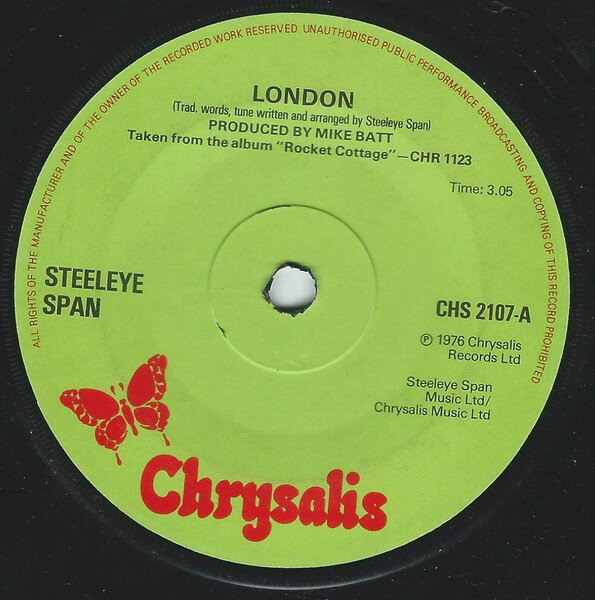 ALL RIGHTS OF THE MANUFACTURER AND OF THE OWNER OF THE RECORDED WORK RESERVED. UNAUTHORISED PUBLIC PERFORMANCE BROADCASTING AND COPYING OF THIS RECORD PROHIBITED
LONDON
(Trad. words, tune written and arranged by Steeleye Span)
PRODUCED BY MIKE BATT
Taken from the album "Rocket Cottage"—CHR 1123
Time: 3.05
STEELEYE
SPAN
CHS 2107-A
℗ 1976 Chrysalis
Records Ltd
Steeleye Span
Music Ltd/
Chrysalis Music Ltd
Chrysalis